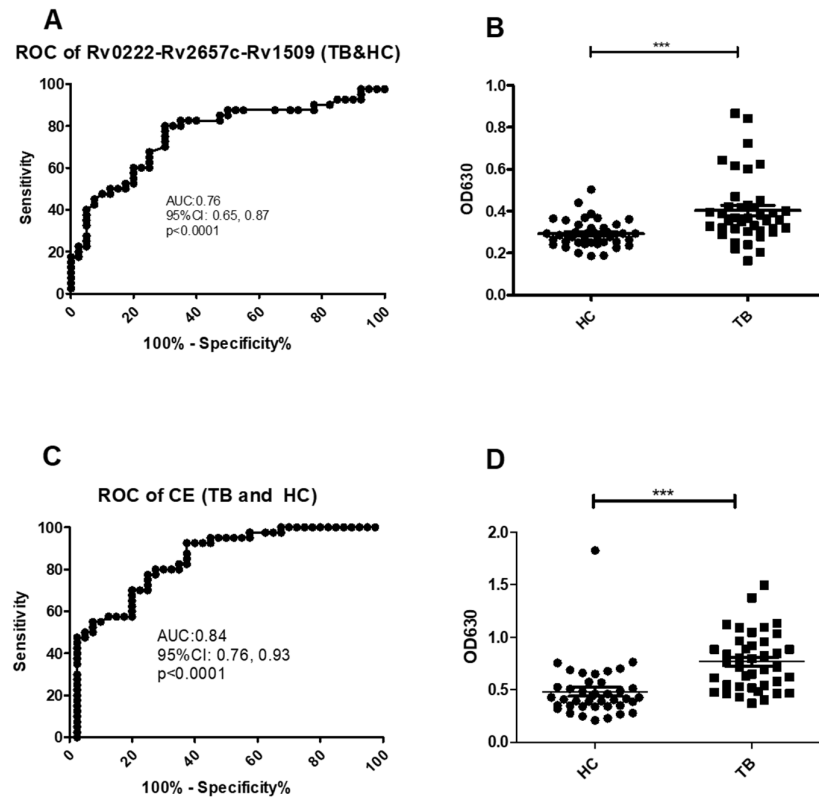 A
ROC of Rv0222-Rv2657c-Rv1509 (TB&HC)
100
80
60
40
20
0
Sensitivity
AUC:0.76
95%CI: 0.65, 0.87
p<0.0001
0
20
40
60
80
100
100% - Specificity%
B
***
1.0
0.8
0.6
0.4
0.2
0.0
OD630
HC
TB
C
ROC of CE (TB and HC)
100
80
60
40
20
0
Sensitivity
AUC:0.84
95%CI: 0.76, 0.93
p<0.0001
0
20
40
60
80
100
100% - Specificity%
D
***
2.0
1.5
1.0
0.5
0.0
OD630
HC
TB